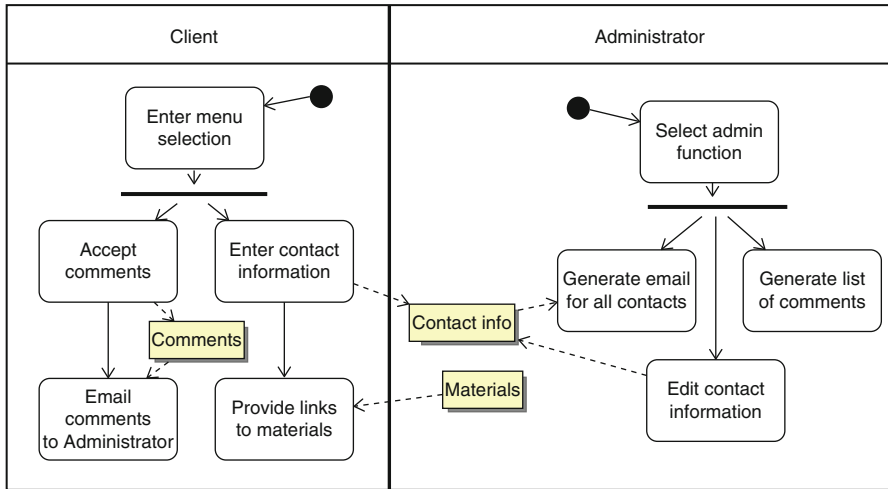 Client
Administrator
Enter menu
selection
Select admin
function
Accept
comments
Enter contact
information
Generate email
for all contacts
Generate list
of comments
Contact info
Comments
Materials
Email
comments
to Administrator
Provide links
to materials
Edit contact
information